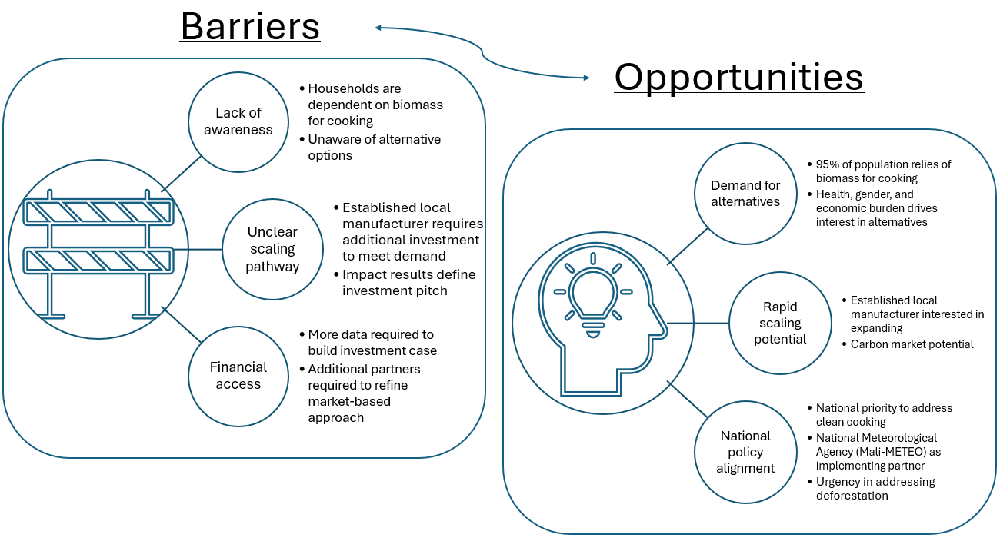 Barriers
Lack of
awareness
• Households are
dependent on biomass
for cooking
• Unaware of alternative
options
Unclear
scaling
pathway
• Established local
manufacturer requires
additional investment
to meet demand
• Impact results define
investment pitch
Financial
access
• More data required to
build investment case
• Additional partners
required to refine
market-based
approach
Opportunities
Demand for
alternatives
• 95% of population relies of
biomass for cooking
• Health, gender, and
economic burden drives
interest in alternatives
Rapid
scaling
potential
• Established local
manufacturer interested in
expanding
• Carbon market potential
National
policy
alignment
• National priority to address
clean cooking
• National Meteorological
Agency (Mali-METEO) as
implementing partner
• Urgency in addressing
deforestation